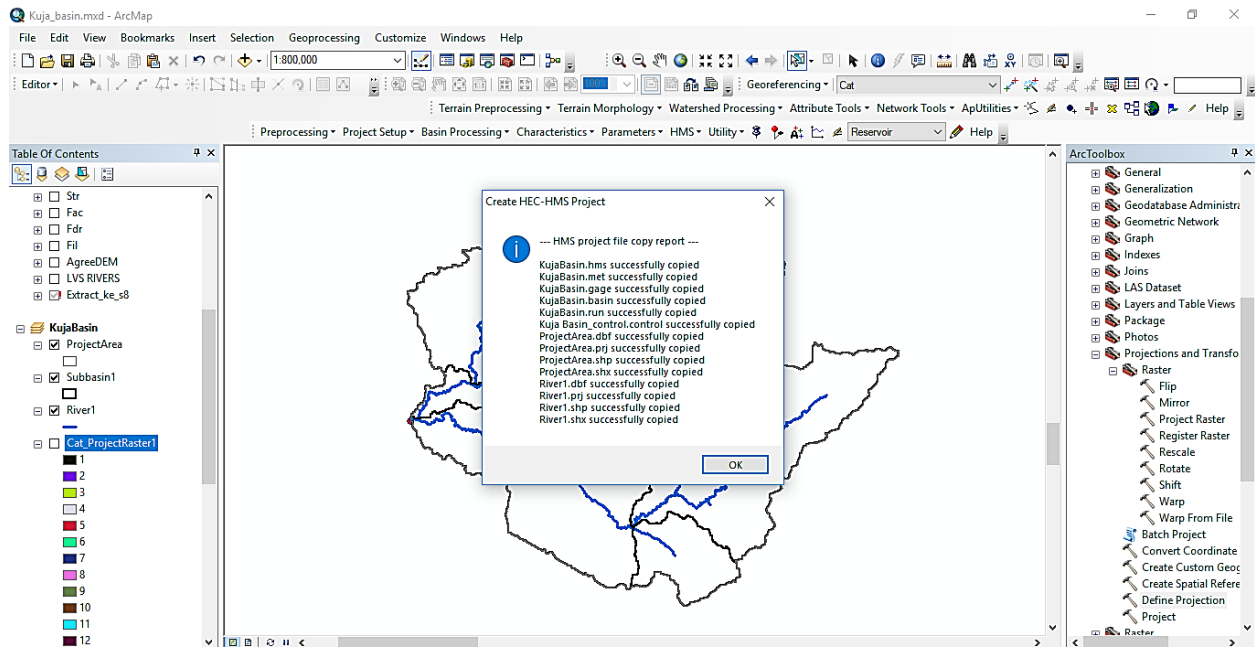 Kuja_basin.mxd - ArcMap
File Edit View Bookmarks Insert Selection Geoprocessing Customize Windows Help
1:800,000
Editor Georeferencing Cat
Terrain Preprocessing Terrain Morphology Watershed Processing Attribute Tools Network Tools ApUtilities Help
Preprocessing Project Setup Basin Processing Characteristics Parameters HMS Utility Reservoir Help
Table Of Contents
Str
Fac
Fdr
Fil
AgreeDEM
LVS RIVERS
Extract_ke_s8
KujaBasin
ProjectArea
Subbasin1
River1
Cat_ProjectRaster1
1
2
3
4
5
6
7
8
9
10
11
12
Create HEC-HMS Project
--- HMS project file copy report ---
KujaBasin.hms successfully copied
KujaBasin.met successfully copied
KujaBasin.gage successfully copied
KujaBasin.basin successfully copied
KujaBasin.run successfully copied
Kuja Basin_control.control successfully copied
ProjectArea.dbf successfully copied
ProjectArea.prj successfully copied
ProjectArea.shp successfully copied
ProjectArea.shx successfully copied
River1.dbf successfully copied
River1.prj successfully copied
River1.shp successfully copied
River1.shx successfully copied
OK
ArcToolbox
General
Generalization
Geodatabase Administra
Geometric Network
Graph
Indexes
Joins
LAS Dataset
Layers and Table Views
Package
Photos
Projections and Transfo
Raster
Flip
Mirror
Project Raster
Register Raster
Rescale
Rotate
Shift
Warp
Warp From File
Batch Project
Convert Coordinate
Create Custom Geog
Create Spatial Refere
Define Projection
Project
Raster